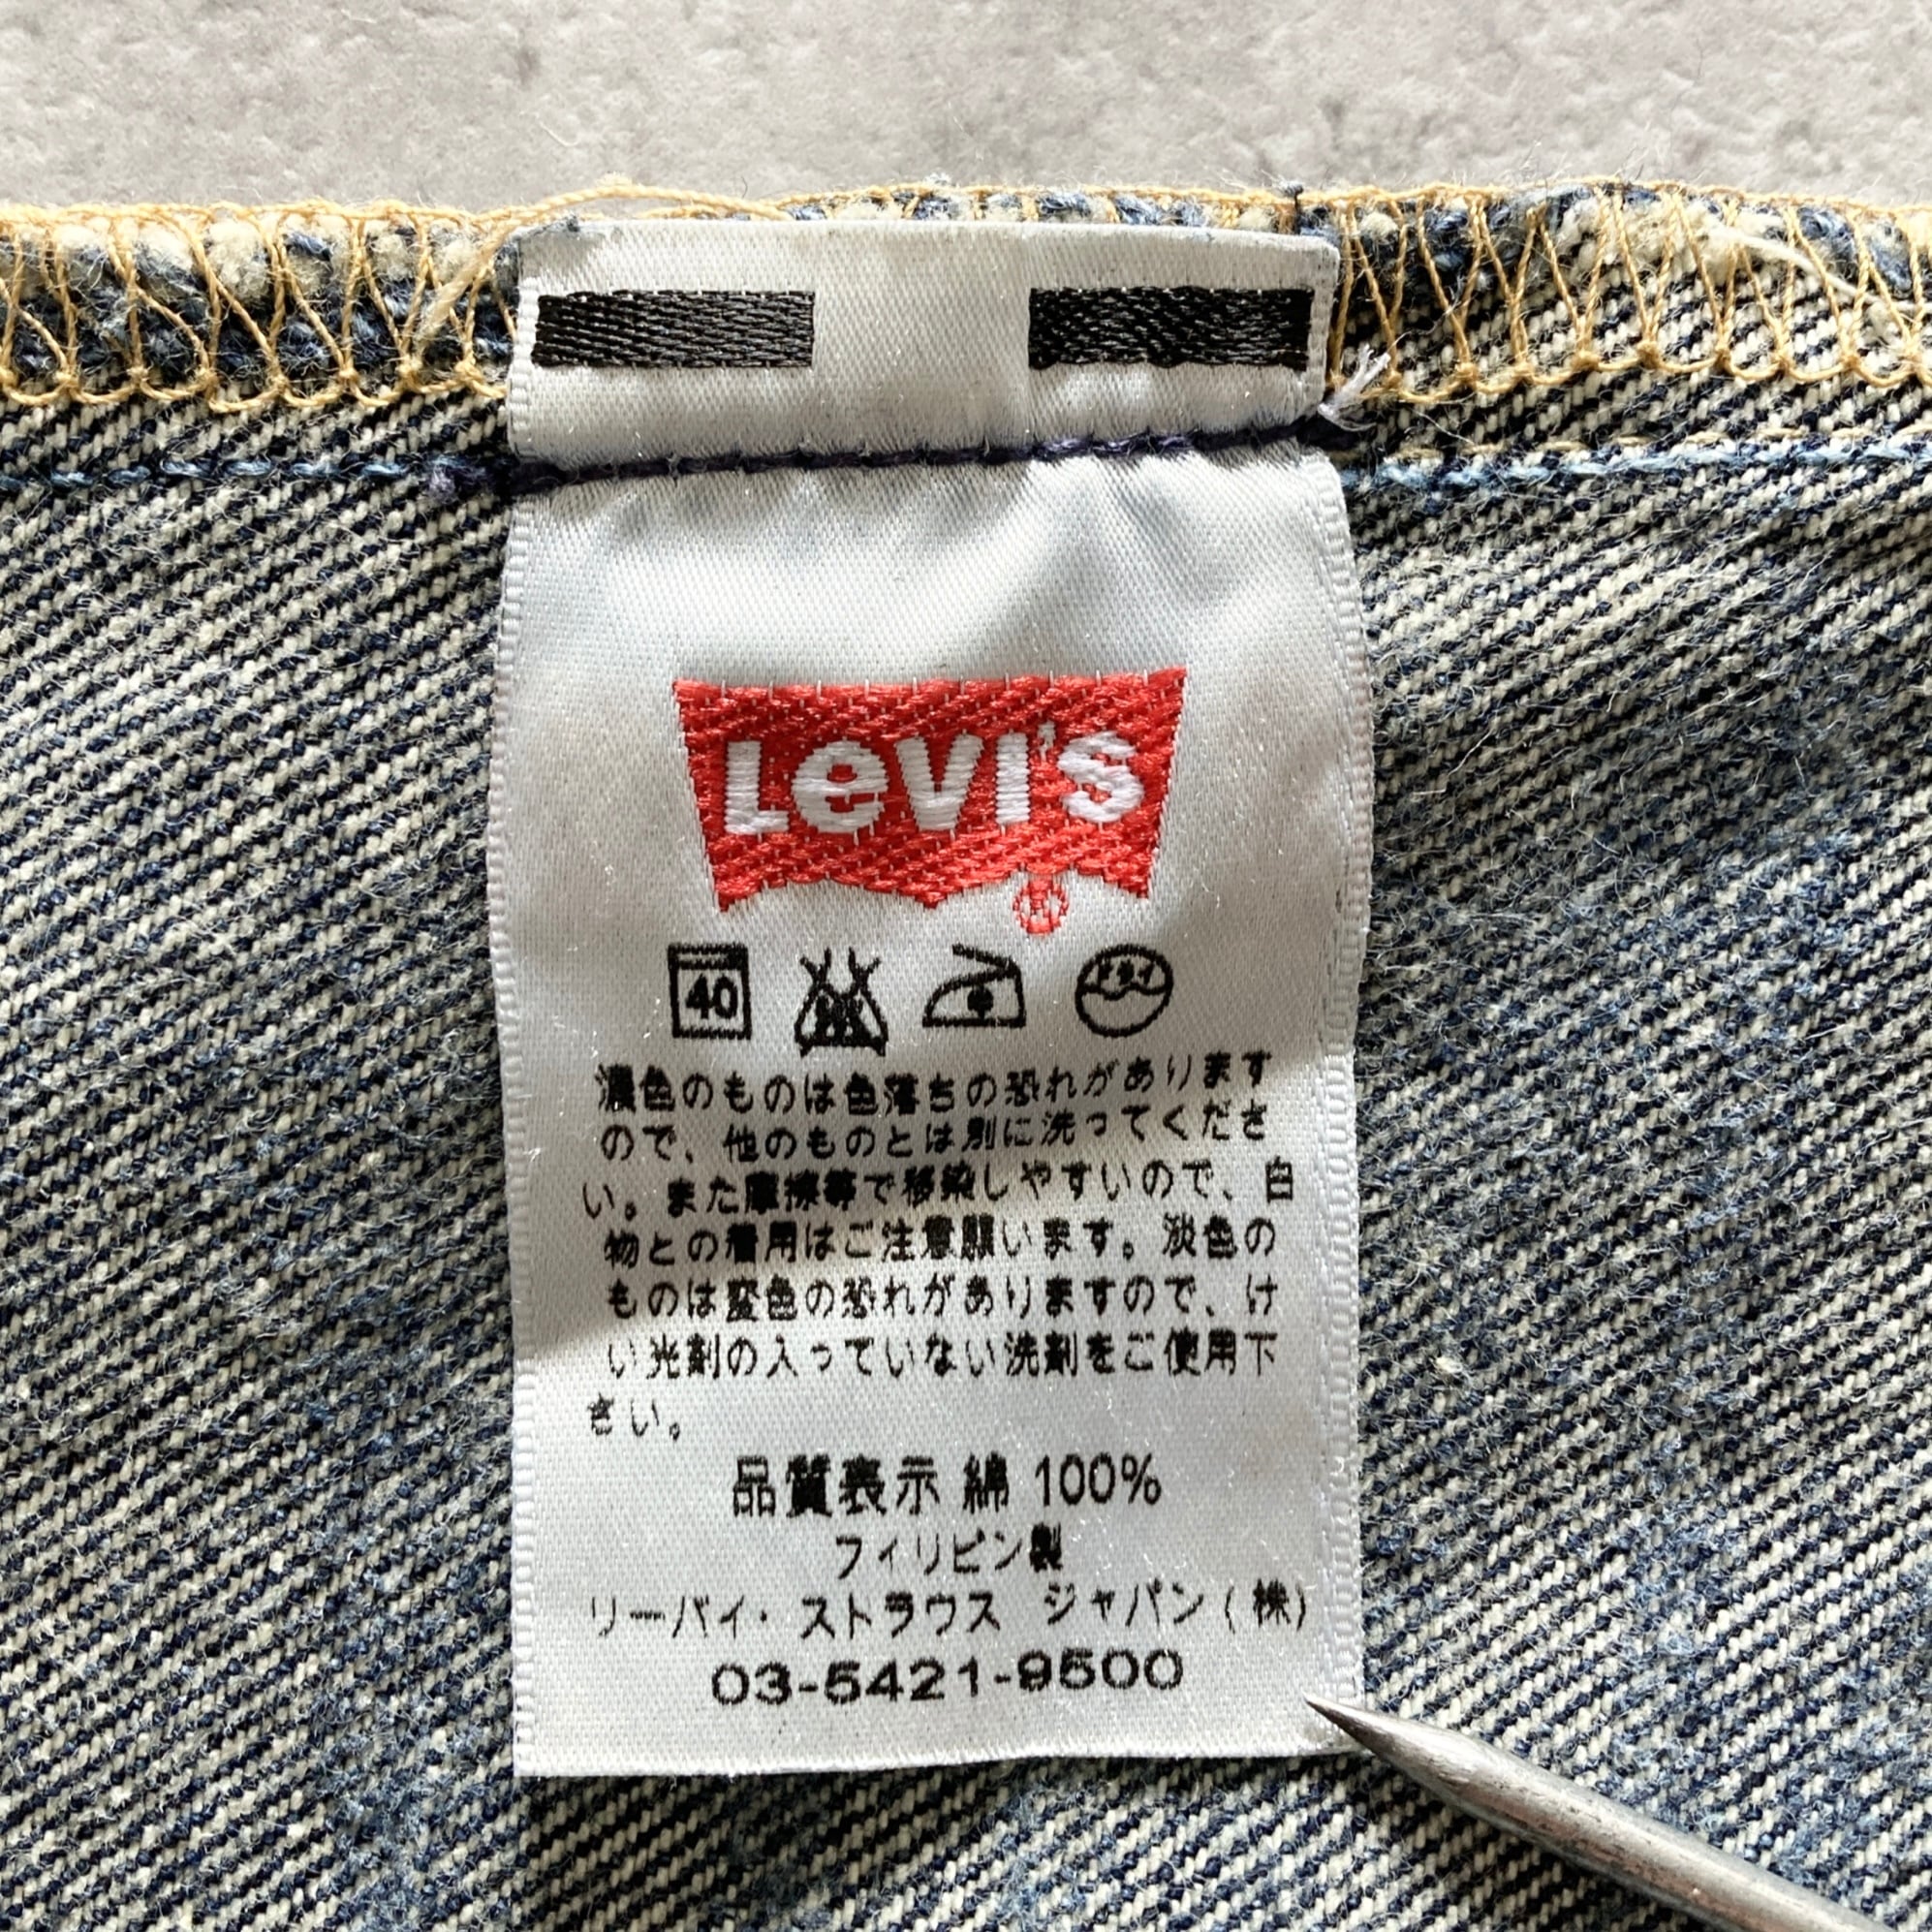 Levi's
®
40 ドライ
濃色のものは色落ちの恐れがあります
ので、他のものとは別に洗ってくださ
い。また摩擦等で移染しやすいので、白
物との着用はご注意願います。淡色の
ものは変色の恐れがありますので、け
い光剤の入っていない洗剤をご使用下
さい。
品質表示 綿 100%
フィリピン製
リーバイ・ストラウス ジャパン(株)
03-5421-9500